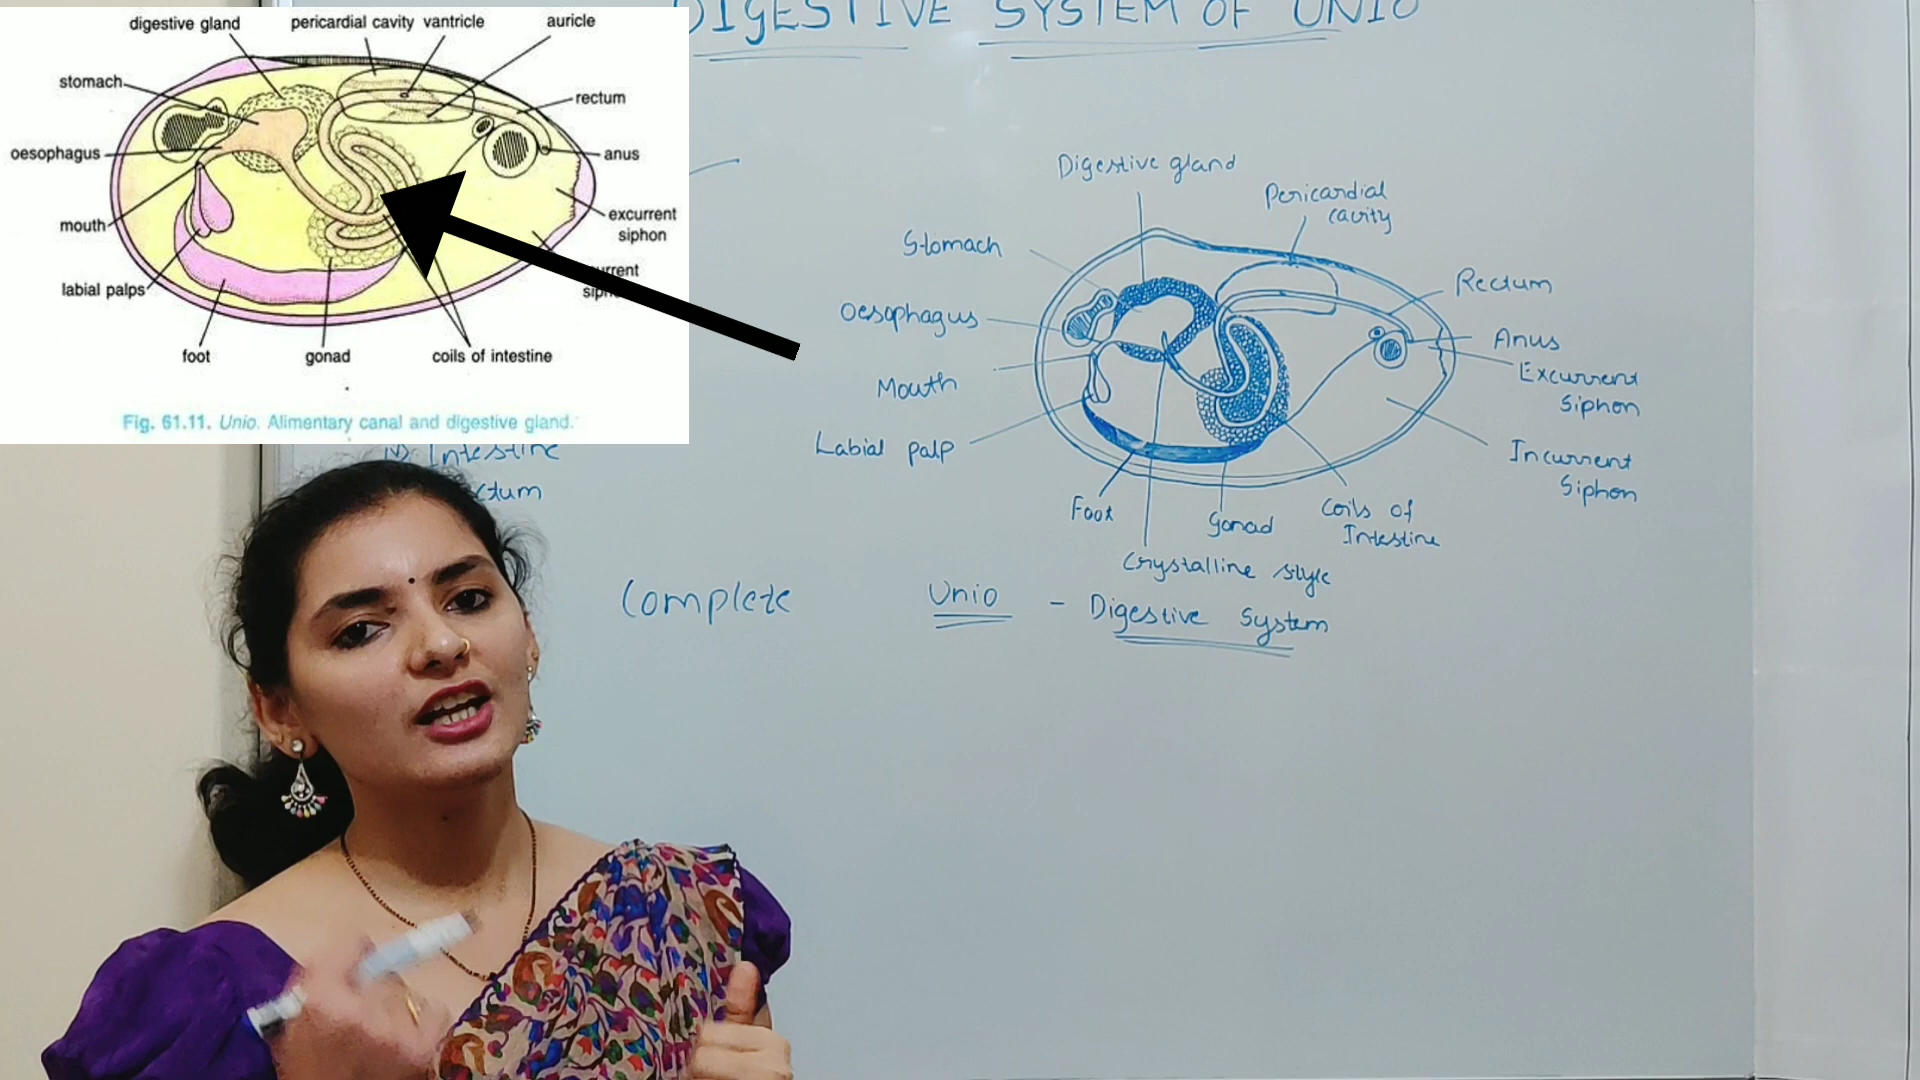 DIGESTIVE SYSTEM OF UNIO
digestive gland
pericardial cavity
vantricle
auricle
stomach
rectum
oesophagus
anus
mouth
excurrent
siphon
labial palps
foot
gonad
coils of intestine
Fig. 61.11. Unio. Alimentary canal and digestive gland.
Intestine
Digestive gland
Pericardial
cavity
Stomach
Rectum
Oesophagus
Anus
Mouth
Excurrent
Siphon
Labial palp
Incurrent
Siphon
Foot
Gonad
Coils of
Intestine
Crystalline style
Complete
Unio - Digestive System